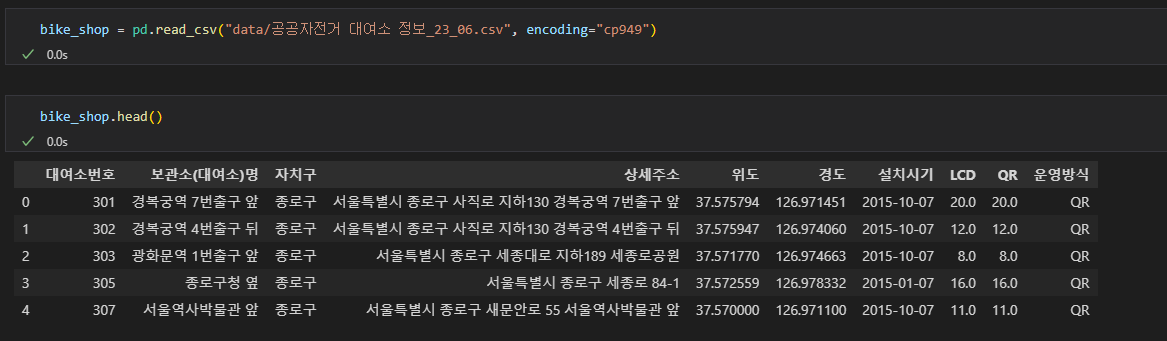 bike_shop = pd.read_csv("data/공공자전거 대여소 정보_23_06.csv", encoding="cp949")
0.0s
bike_shop.head()
0.0s
대여소번호 보관소(대여소)명 자치구 상세주소 위도 경도 설치시기 LCD QR 운영방식
0 301 경복궁역 7번출구 앞 종로구 서울특별시 종로구 사직로 지하130 경복궁역 7번출구 앞 37.575794 126.971451 2015-10-07 20.0 20.0 QR
1 302 경복궁역 4번출구 뒤 종로구 서울특별시 종로구 사직로 지하130 경복궁역 4번출구 뒤 37.575947 126.974060 2015-10-07 12.0 12.0 QR
2 303 광화문역 1번출구 앞 종로구 서울특별시 종로구 세종대로 지하189 세종로공원 37.571770 126.974663 2015-10-07 8.0 8.0 QR
3 305 종로구청 옆 종로구 서울특별시 종로구 세종로 84-1 37.572559 126.978332 2015-01-07 16.0 16.0 QR
4 307 서울역사박물관 앞 종로구 서울특별시 종로구 새문안로 55 서울역사박물관 앞 37.570000 126.971100 2015-10-07 11.0 11.0 QR